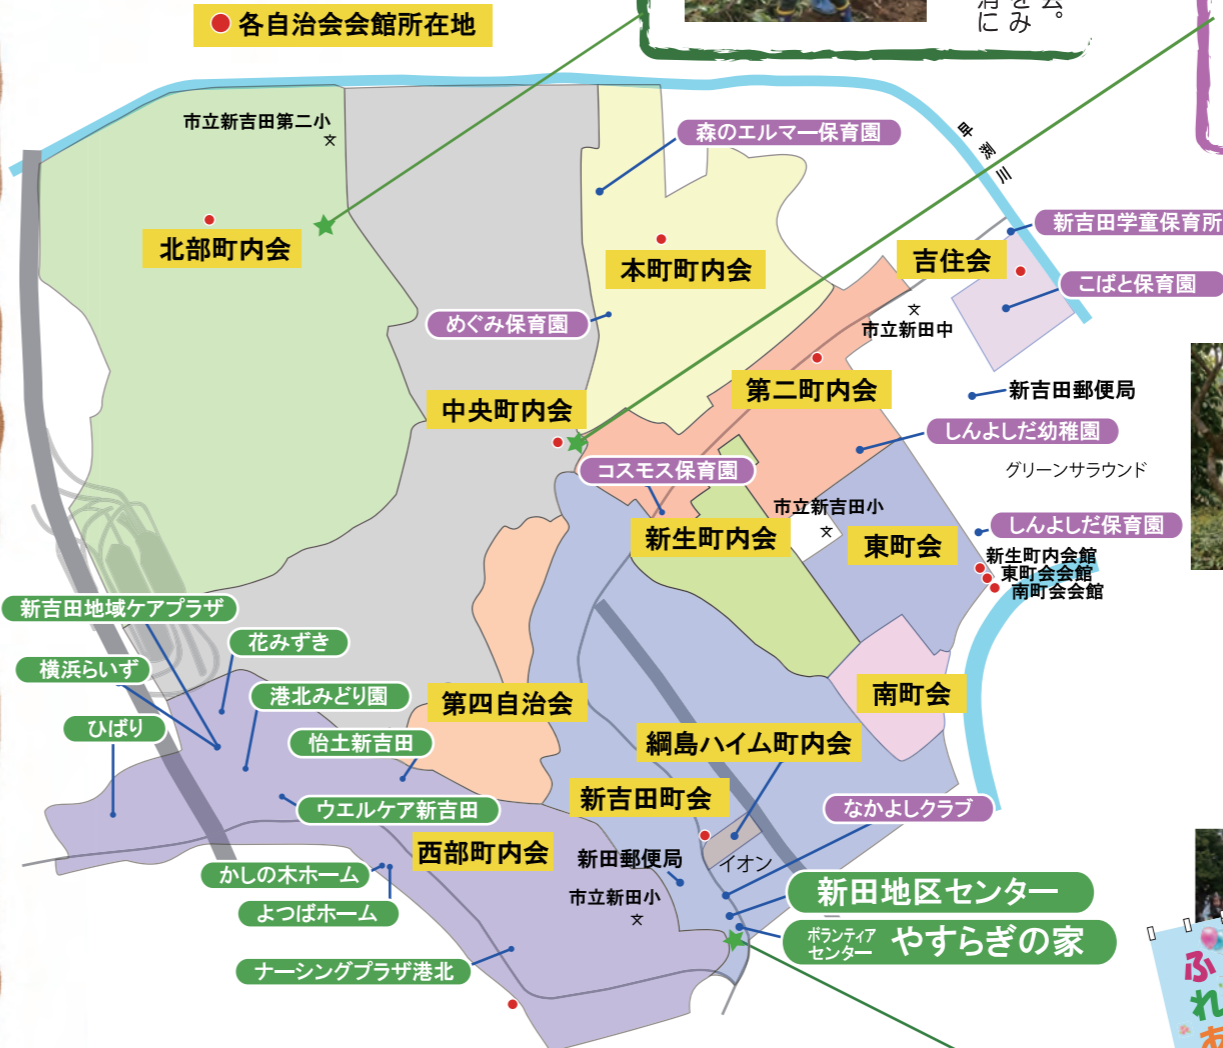 各自治会会館所在地
会。
をみ
消に
市立新吉田第二小
森のエルマー保育園
早渕川
北部町内会
本町町内会
吉住会
新吉田学童保育所
こばと保育園
めぐみ保育園
市立新田中
中央町内会
第二町内会
新吉田郵便局
しんよしだ幼稚園
コスモス保育園
グリーンサラウンド
市立新吉田小
新生町内会
東町会
しんよしだ保育園
新生町内会館
東町会会館
南町会会館
新吉田地域ケアプラザ
花みずき
横浜らいず
港北みどり園
第四自治会
南町会
ひばり
怡土新吉田
綱島ハイム町内会
新吉田町会
ウエルケア新吉田
なかよしクラブ
西部町内会
新田郵便局
イオン
かしの木ホーム
市立新田小
新田地区センター
よつばホーム
ボランティア
センター やすらぎの家
ナーシングプラザ港北
ふ
れ
あ